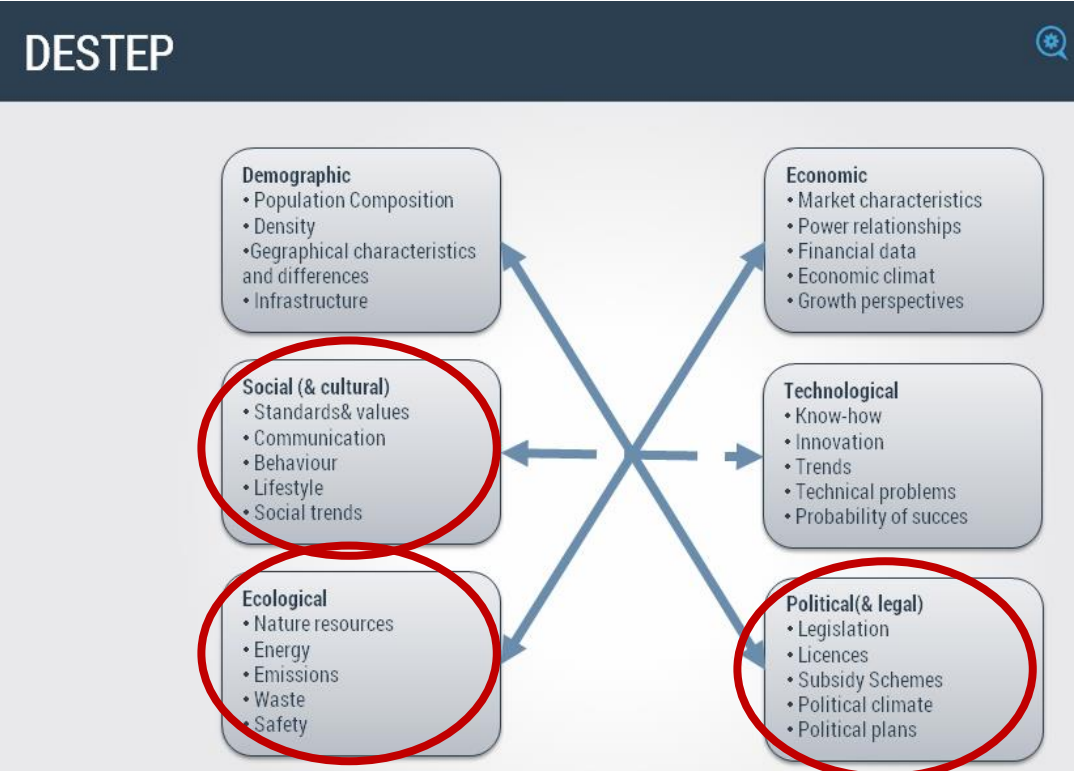 DESTEP
Demographic
• Population Composition
• Density
•Gegraphical characteristics
and differences
• Infrastructure
Economic
• Market characteristics
• Power relationships
• Financial data
• Economic climat
• Growth perspectives
Social (& cultural)
• Standards& values
• Communication
• Behaviour
• Lifestyle
• Social trends
Technological
• Know-how
• Innovation
• Trends
• Technical problems
• Probability of succes
Ecological
• Nature resources
• Energy
• Emissions
• Waste
• Safety
Political(& legal)
• Legislation
• Licences
• Subsidy Schemes
• Political climate
• Political plans